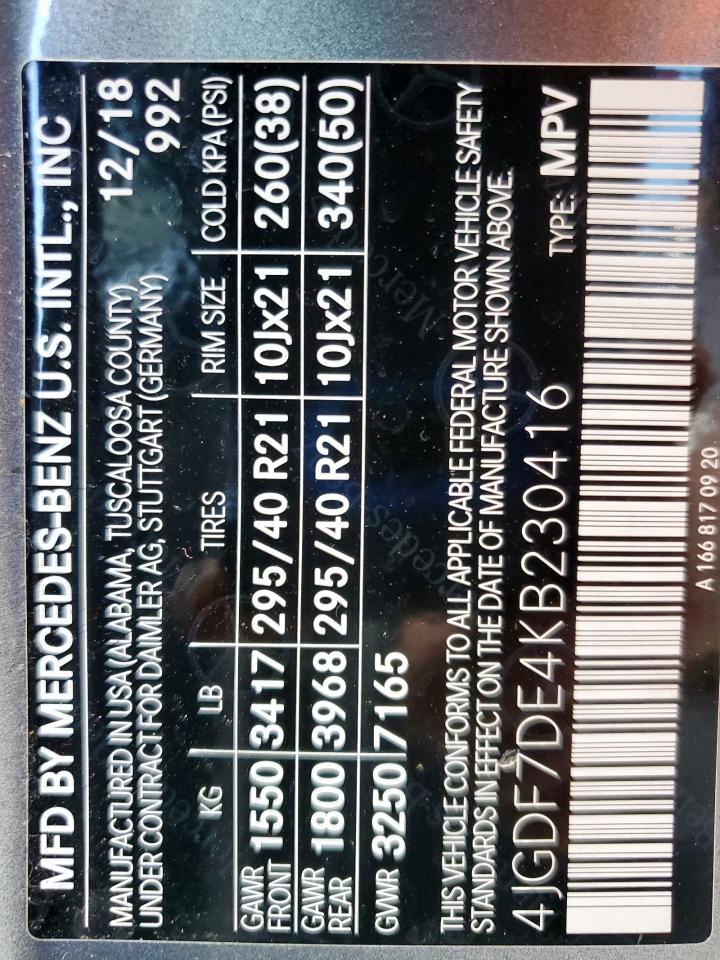 MFD BY MERCEDES-BENZ U.S. INTL., INC
MANUFACTURED IN USA (ALABAMA, TUSCALOOSA COUNTY) 12/18
UNDER CONTRACT FOR DAIMLER AG, STUTTGART (GERMANY) 992
KG LB TIRES RIM SIZE COLD KPA (PSI)
GAWR FRONT 1550 3417 295/40 R21 10Jx21 260(38)
GAWR REAR 1800 3968 295/40 R21 10Jx21 340(50)
GVWR 3250 7165
THIS VEHICLE CONFORMS TO ALL APPLICABLE FEDERAL MOTOR VEHICLE SAFETY
STANDARDS IN EFFECT ON THE DATE OF MANUFACTURE SHOWN ABOVE.
4JGDF7DE4KB230416 TYPE: MPV
A 166 817 09 20